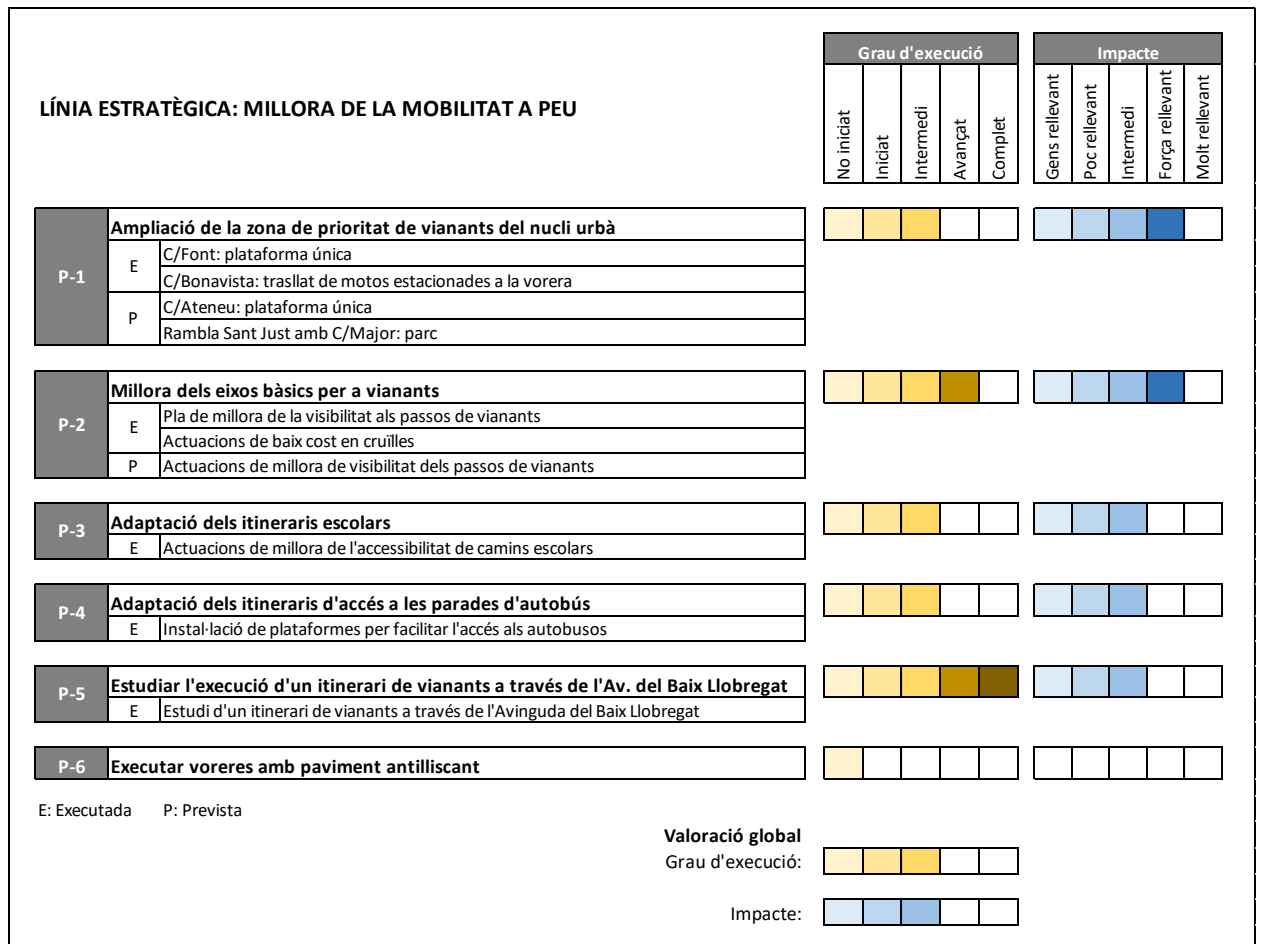 Grau d'execució
Impacte
LÍNIA ESTRATÈGICA: MILLORA DE LA MOBILITAT A PEU
No iniciat
Iniciat
Intermedi
Avançat
Complet
Gens rellevant
Poc rellevant
Intermedi
Força rellevant
Molt rellevant
P-1
Ampliació de la zona de prioritat de vianants del nucli urbà
E
C/Font: plataforma única
C/Bonavista: trasllat de motos estacionades a la vorera
P
C/Ateneu: plataforma única
Rambla Sant Just amb C/Major: parc
P-2
Millora dels eixos bàsics per a vianants
E
Pla de millora de la visibilitat als passos de vianants
Actuacions de baix cost en cruïlles
P
Actuacions de millora de visibilitat dels passos de vianants
P-3
Adaptació dels itineraris escolars
E
Actuacions de millora de l'accessibilitat de camins escolars
P-4
Adaptació dels itineraris d'accés a les parades d'autobús
E
Instal·lació de plataformes per facilitar l'accés als autobusos
P-5
Estudiar l'execució d'un itinerari de vianants a través de l'Av. del Baix Llobregat
E
Estudi d'un itinerari de vianants a través de l'Avinguda del Baix Llobregat
P-6
Executar voreres amb paviment antilliscant
E: Executada P: Prevista
Valoració global
Grau d'execució:
Impacte: